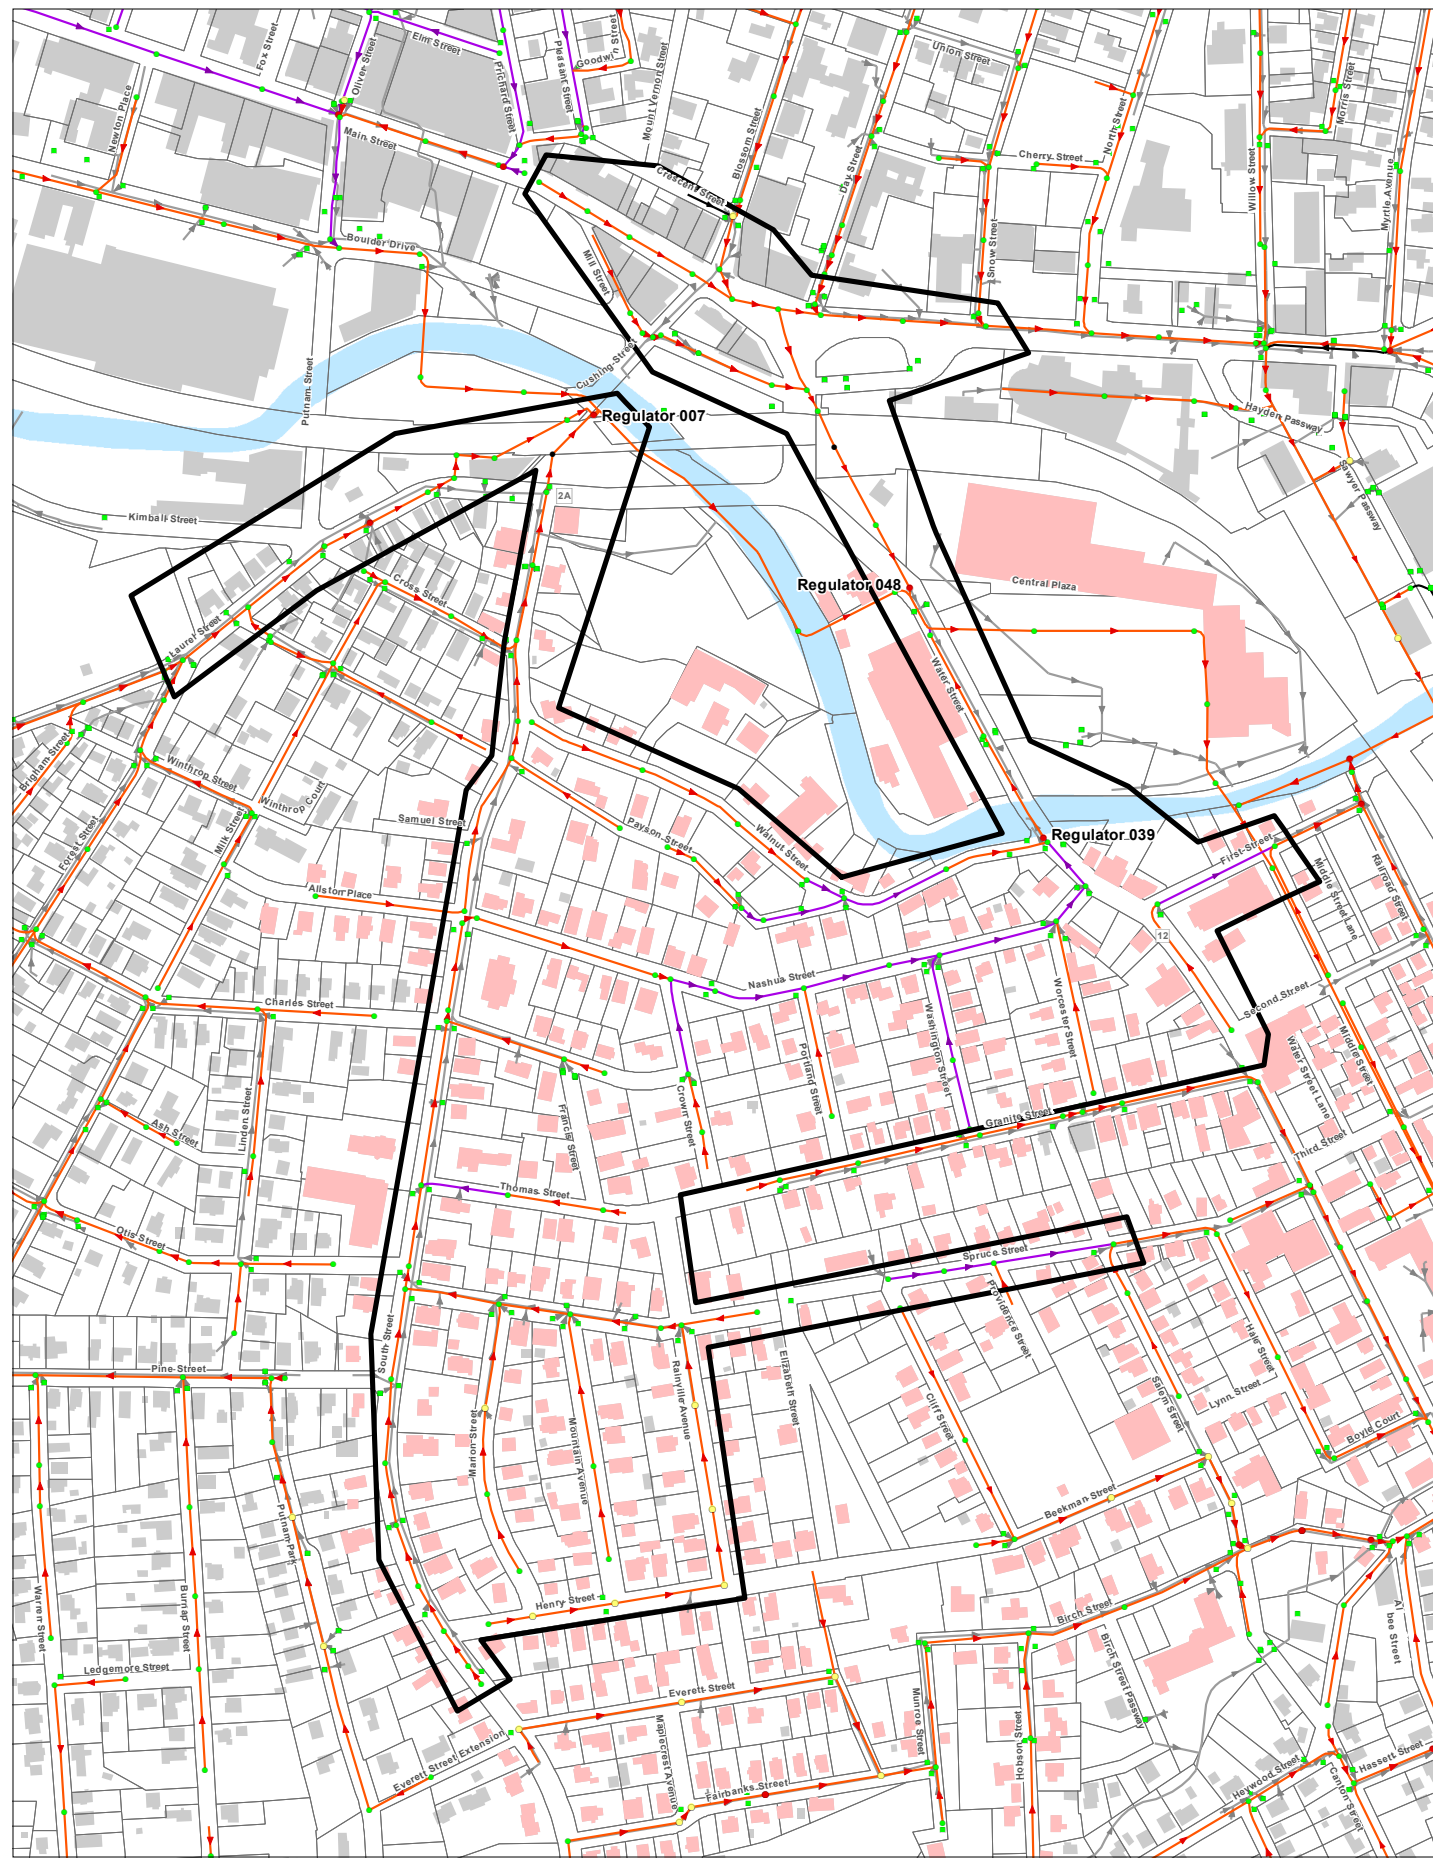 Fox Street
Oliver Street
Elm Street
Prichard Street
Pleasant Street
Goodwin Street
Mount Vernon Street
Union Street
Newton Place
Main Street
Blossom Street
Day Street
North Street
Cherry Street
Morris Street
Willow Street
Myrtle Avenue
Crescent Street
Boulder Drive
Mill Street
Snow Street
Putnam Street
Cushing Street
Hayden Passway
Regulator 007
Sawyer Passway
2A
Kimball Street
Cross Street
Regulator 048
Central Plaza
Laurel Street
Water Street
Brigham Street
Winthrop Street
Winthrop Court
Samuel Street
Payson Street
Walnut Street
Regulator 039
First Street
Forest Street
Milk Street
Middle Street Lane
Railroad Street
Allston Place
12
Nashua Street
Charles Street
Worcester Street
Second Street
Washington Street
Portland Street
Water Street Lane
Middle Street
Crown Street
Francis Street
Linden Street
Ash Street
Granite Street
Third Street
Thomas Street
Otis Street
Spruce Street
Providence Street
South Street
Pine Street
Elizabeth Street
Rainville Avenue
Hale Street
Salem Street
Lynn Street
Cliff Street
Marion Street
Mountain Avenue
Boyle Court
Beekman Street
Putnam Park
Warren Street
Burnap Street
Henry Street
Birch Street
Al
bee Street
Birch Street Passway
Ledgemore Street
Everett Street
Munroe Street
Hobson Street
Maplecrest Avenue
Everett Street Extension
Fairbanks Street
Heywood Street
Hassett Street
Canton Street